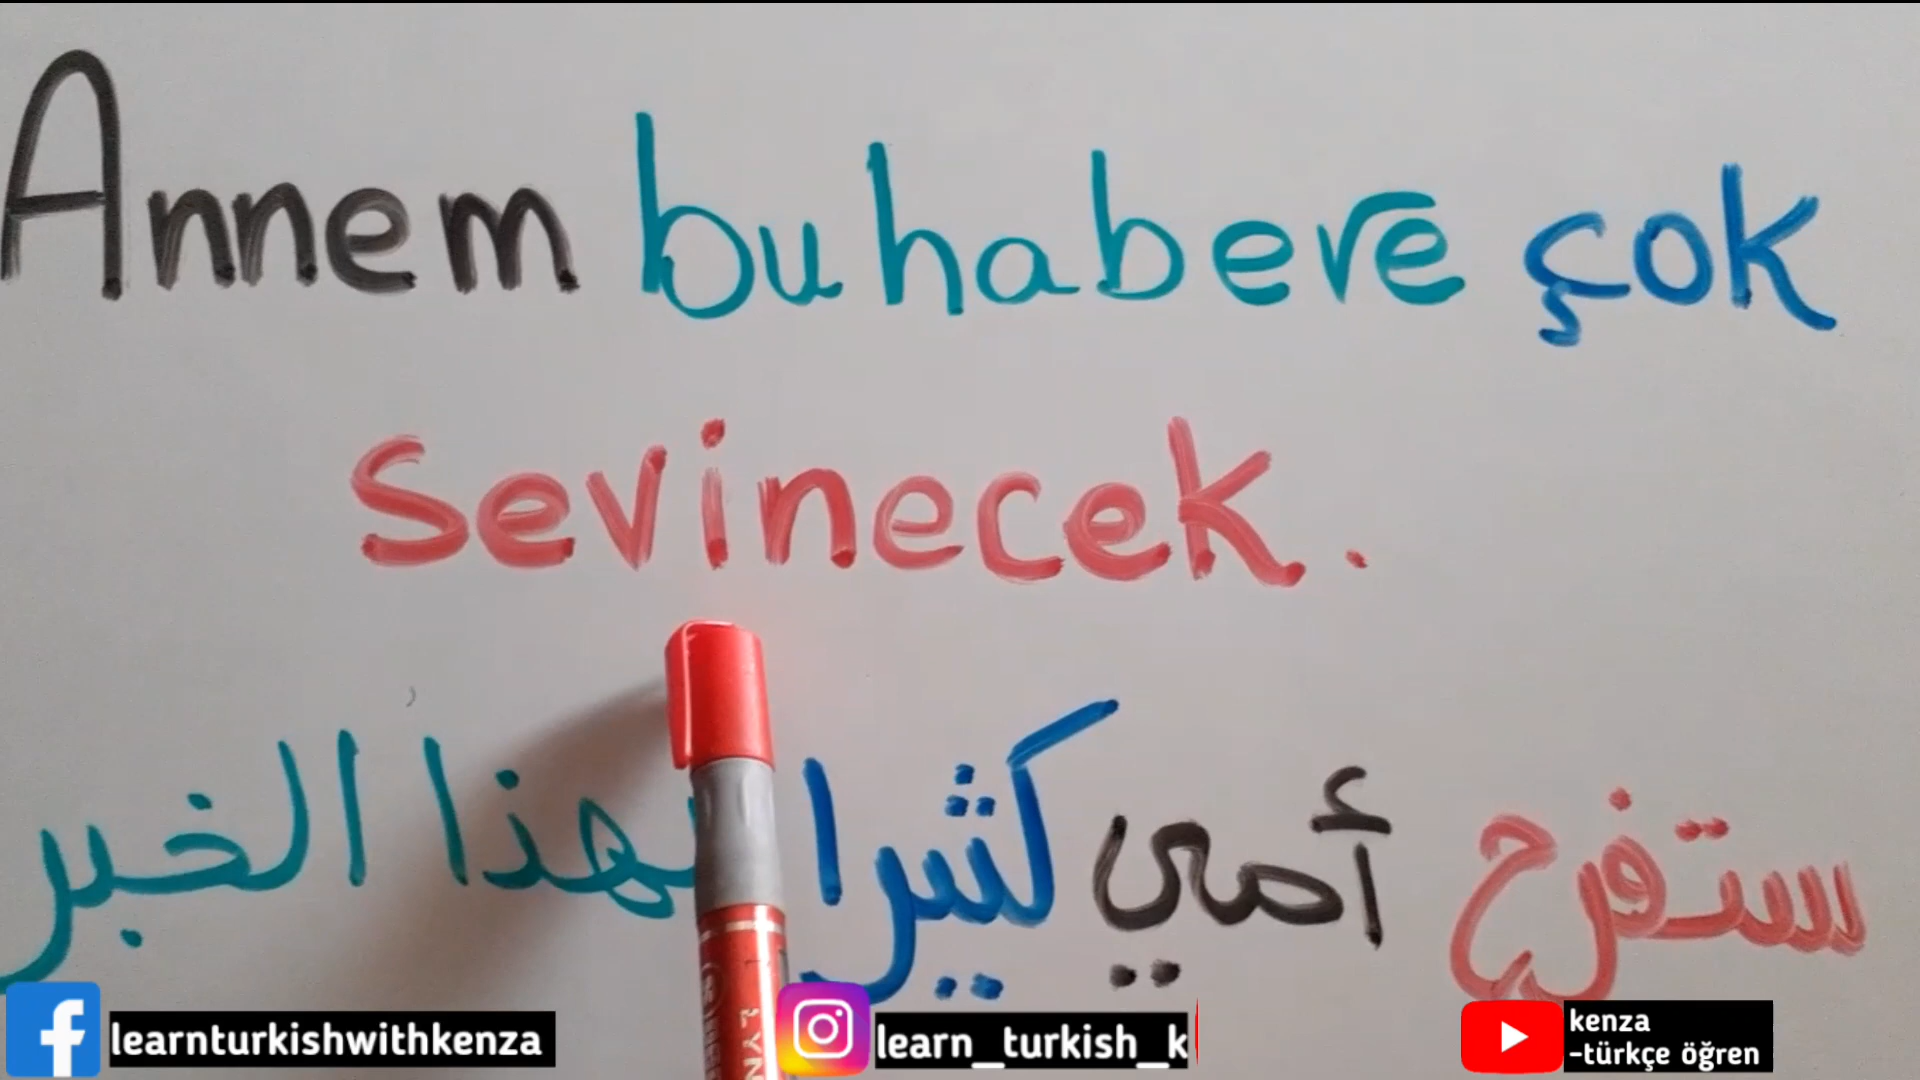 Annem bu habere çok
sevinecek.
ستفرح أمي كثيرا بهذا الخبر
learnturkishwithkenza
learn_turkish_k
kenza
-türkçe öğren